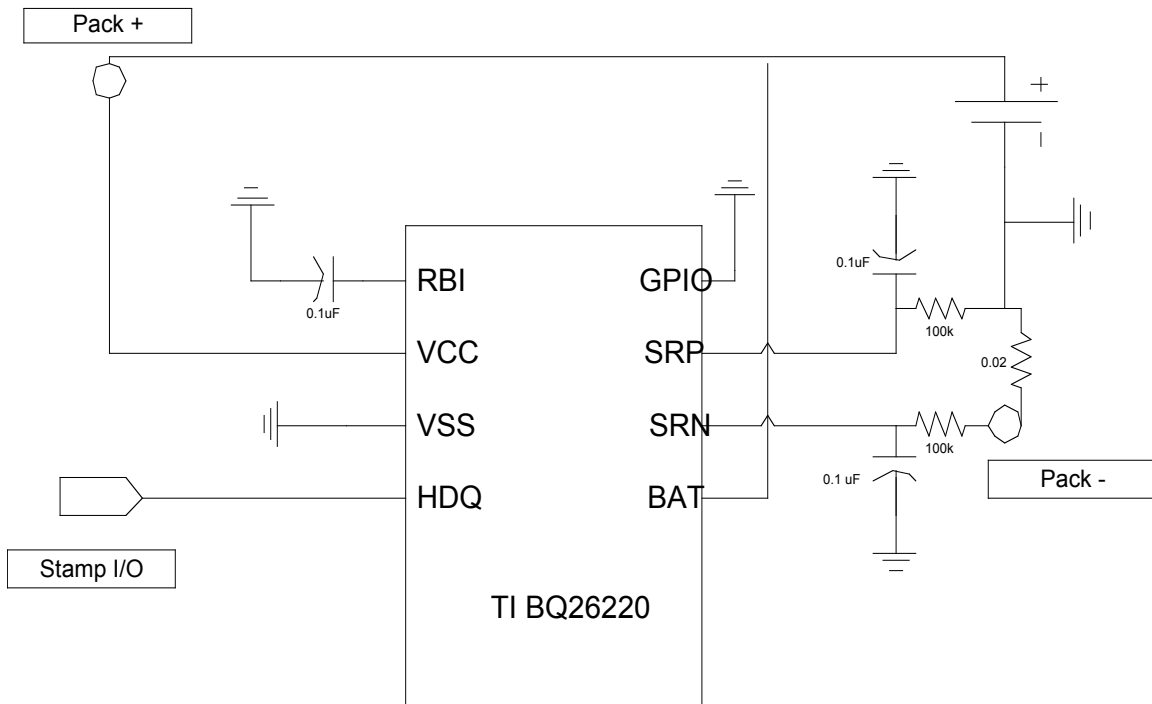 Pack +
+
–
0.1uF
0.1uF
RBI
GPIO
100k
VCC
SRP
0.02
VSS
SRN
100k
0.1 uF
Pack -
HDQ
BAT
Stamp I/O
TI BQ26220